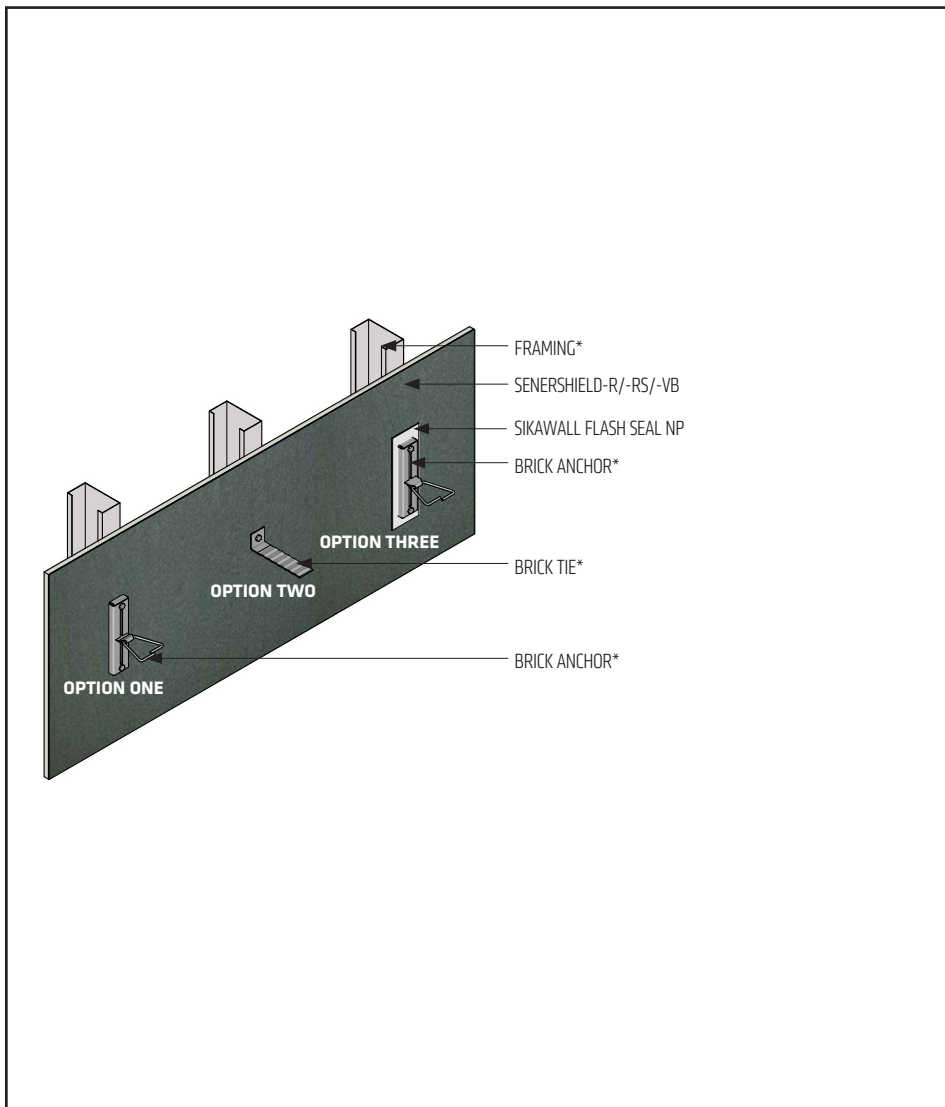 FRAMING*
SENERSHIELD-R/-RS/-VB
SIKAWALL FLASH SEAL NP
BRICK ANCHOR*
OPTION THREE
BRICK TIE*
OPTION TWO
BRICK ANCHOR*
OPTION ONE